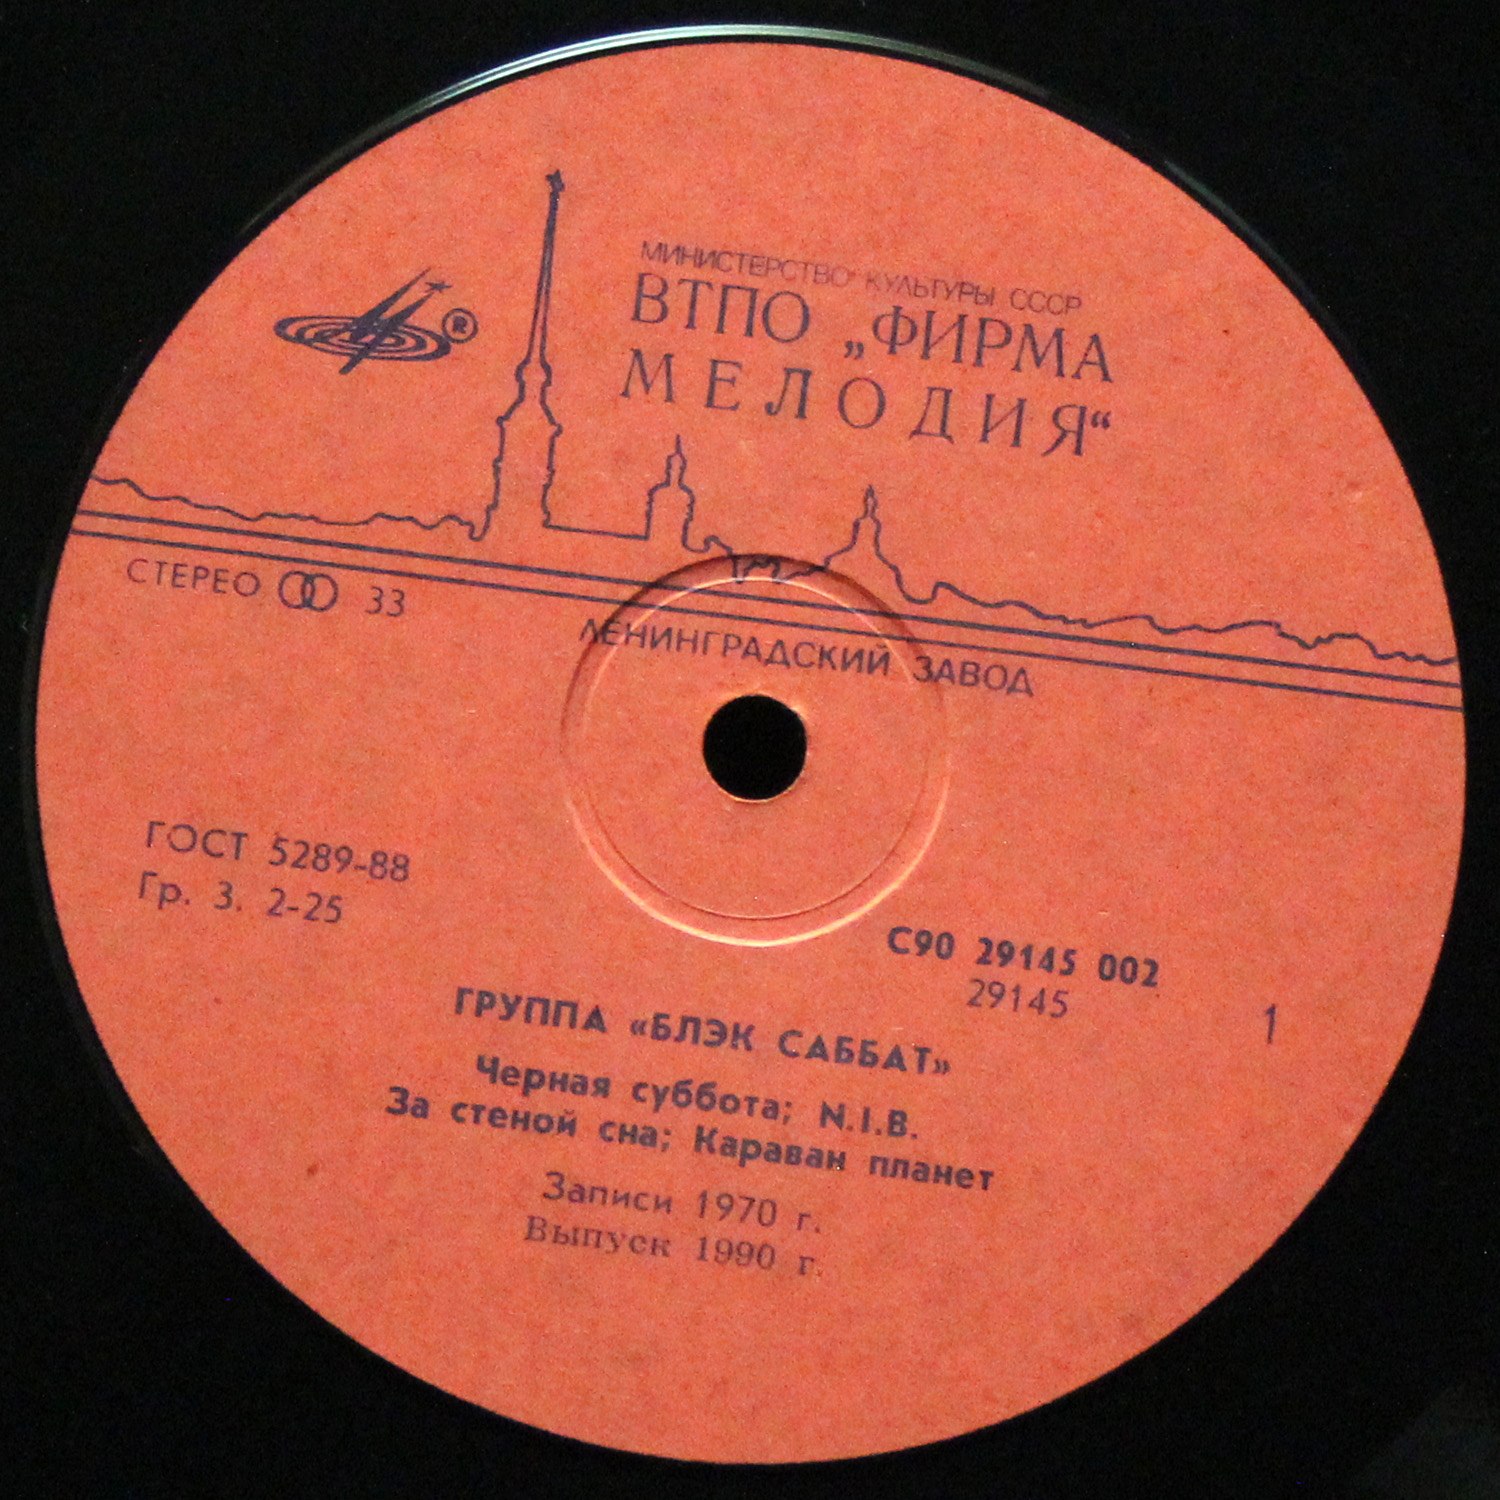 МИНИСТЕРСТВО КУЛЬТУРЫ СССР
ВТПО „ФИРМА
МЕЛОДИЯ“
®
СТЕРЕО 33
ЛЕНИНГРАДСКИЙ ЗАВОД
ГОСТ 5289-88
Гр. 3. 2-25
С90 29145 002
29145
1
ГРУППА «БЛЭК САББАТ»
Черная суббота; N.I.B.
За стеной сна; Караван планет
Записи 1970 г.
Выпуск 1990 г.